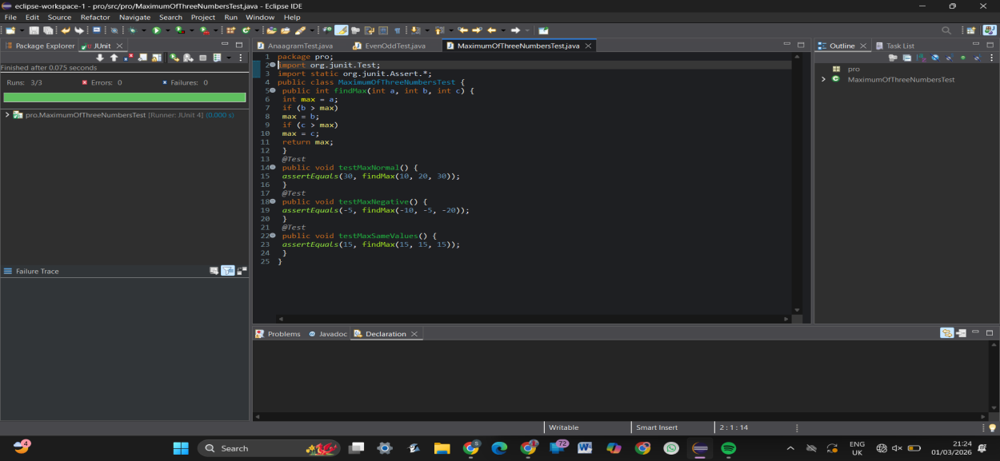 eclipse-workspace-1 - pro/src/pro/MaximumOfThreeNumbersTest.java - Eclipse IDE
File Edit Source Refactor Navigate Search Project Run Window Help
Package Explorer JUnit
Finished after 0.075 seconds
Runs: 3/3 Errors: 0 Failures: 0
pro.MaximumOfThreeNumbersTest [Runner: JUnit 4] (0.000 s)
Failure Trace
AnaagramTest.java EvenOddTest.java MaximumOfThreeNumbersTest.java
1 package pro;
2 import org.junit.Test;
3 import static org.junit.Assert.*;
4 public class MaximumOfThreeNumbersTest {
5 public int findMax(int a, int b, int c) {
6 int max = a;
7 if (b > max)
8 max = b;
9 if (c > max)
10 max = c;
11 return max;
12 }
13 @Test
14 public void testMaxNormal() {
15 assertEquals(30, findMax(10, 20, 30));
16 }
17 @Test
18 public void testMaxNegative() {
19 assertEquals(-5, findMax(-10, -5, -20));
20 }
21 @Test
22 public void testMaxSameValues() {
23 assertEquals(15, findMax(15, 15, 15));
24 }
25 }
Outline Task List
pro
MaximumOfThreeNumbersTest
Problems Javadoc Declaration
Writable Smart Insert 2 : 1 : 14
4
Search
72
ENG
UK
21:24
01/03/2026